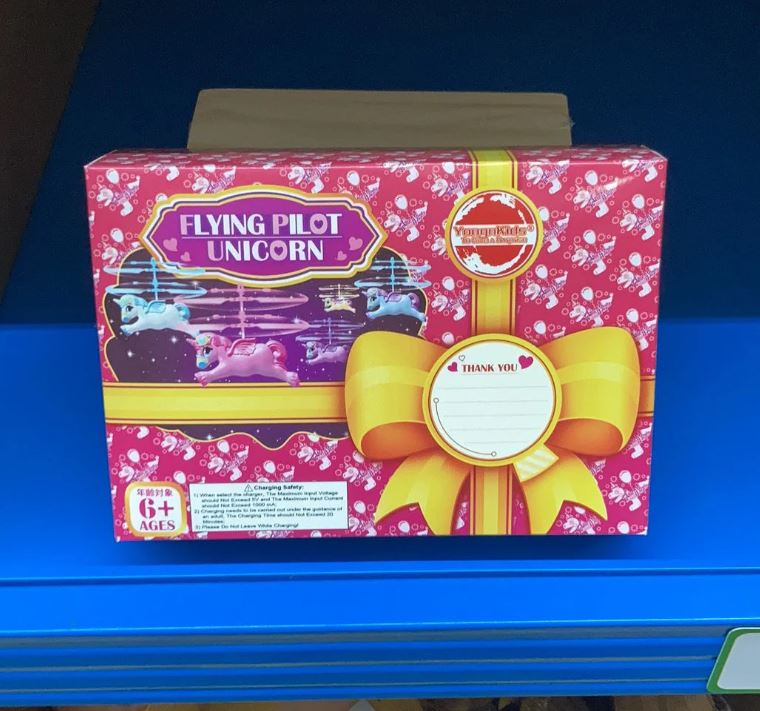 FLYING PILOT
UNICORN
YoogoKids®
THANK YOU
年齢対象
6+
AGES
Charging Safety:
1) When select the charger, The Maximum Input Voltage
should Not Exceed 5V and The Maximum Input Current
should Not Exceed 1000 mA;
2) Charging needs to be carried out under the guidance of
an adult, The Charging Time should Not Exceed 20
Minutes;
3) Please Do Not Leave While Charging!